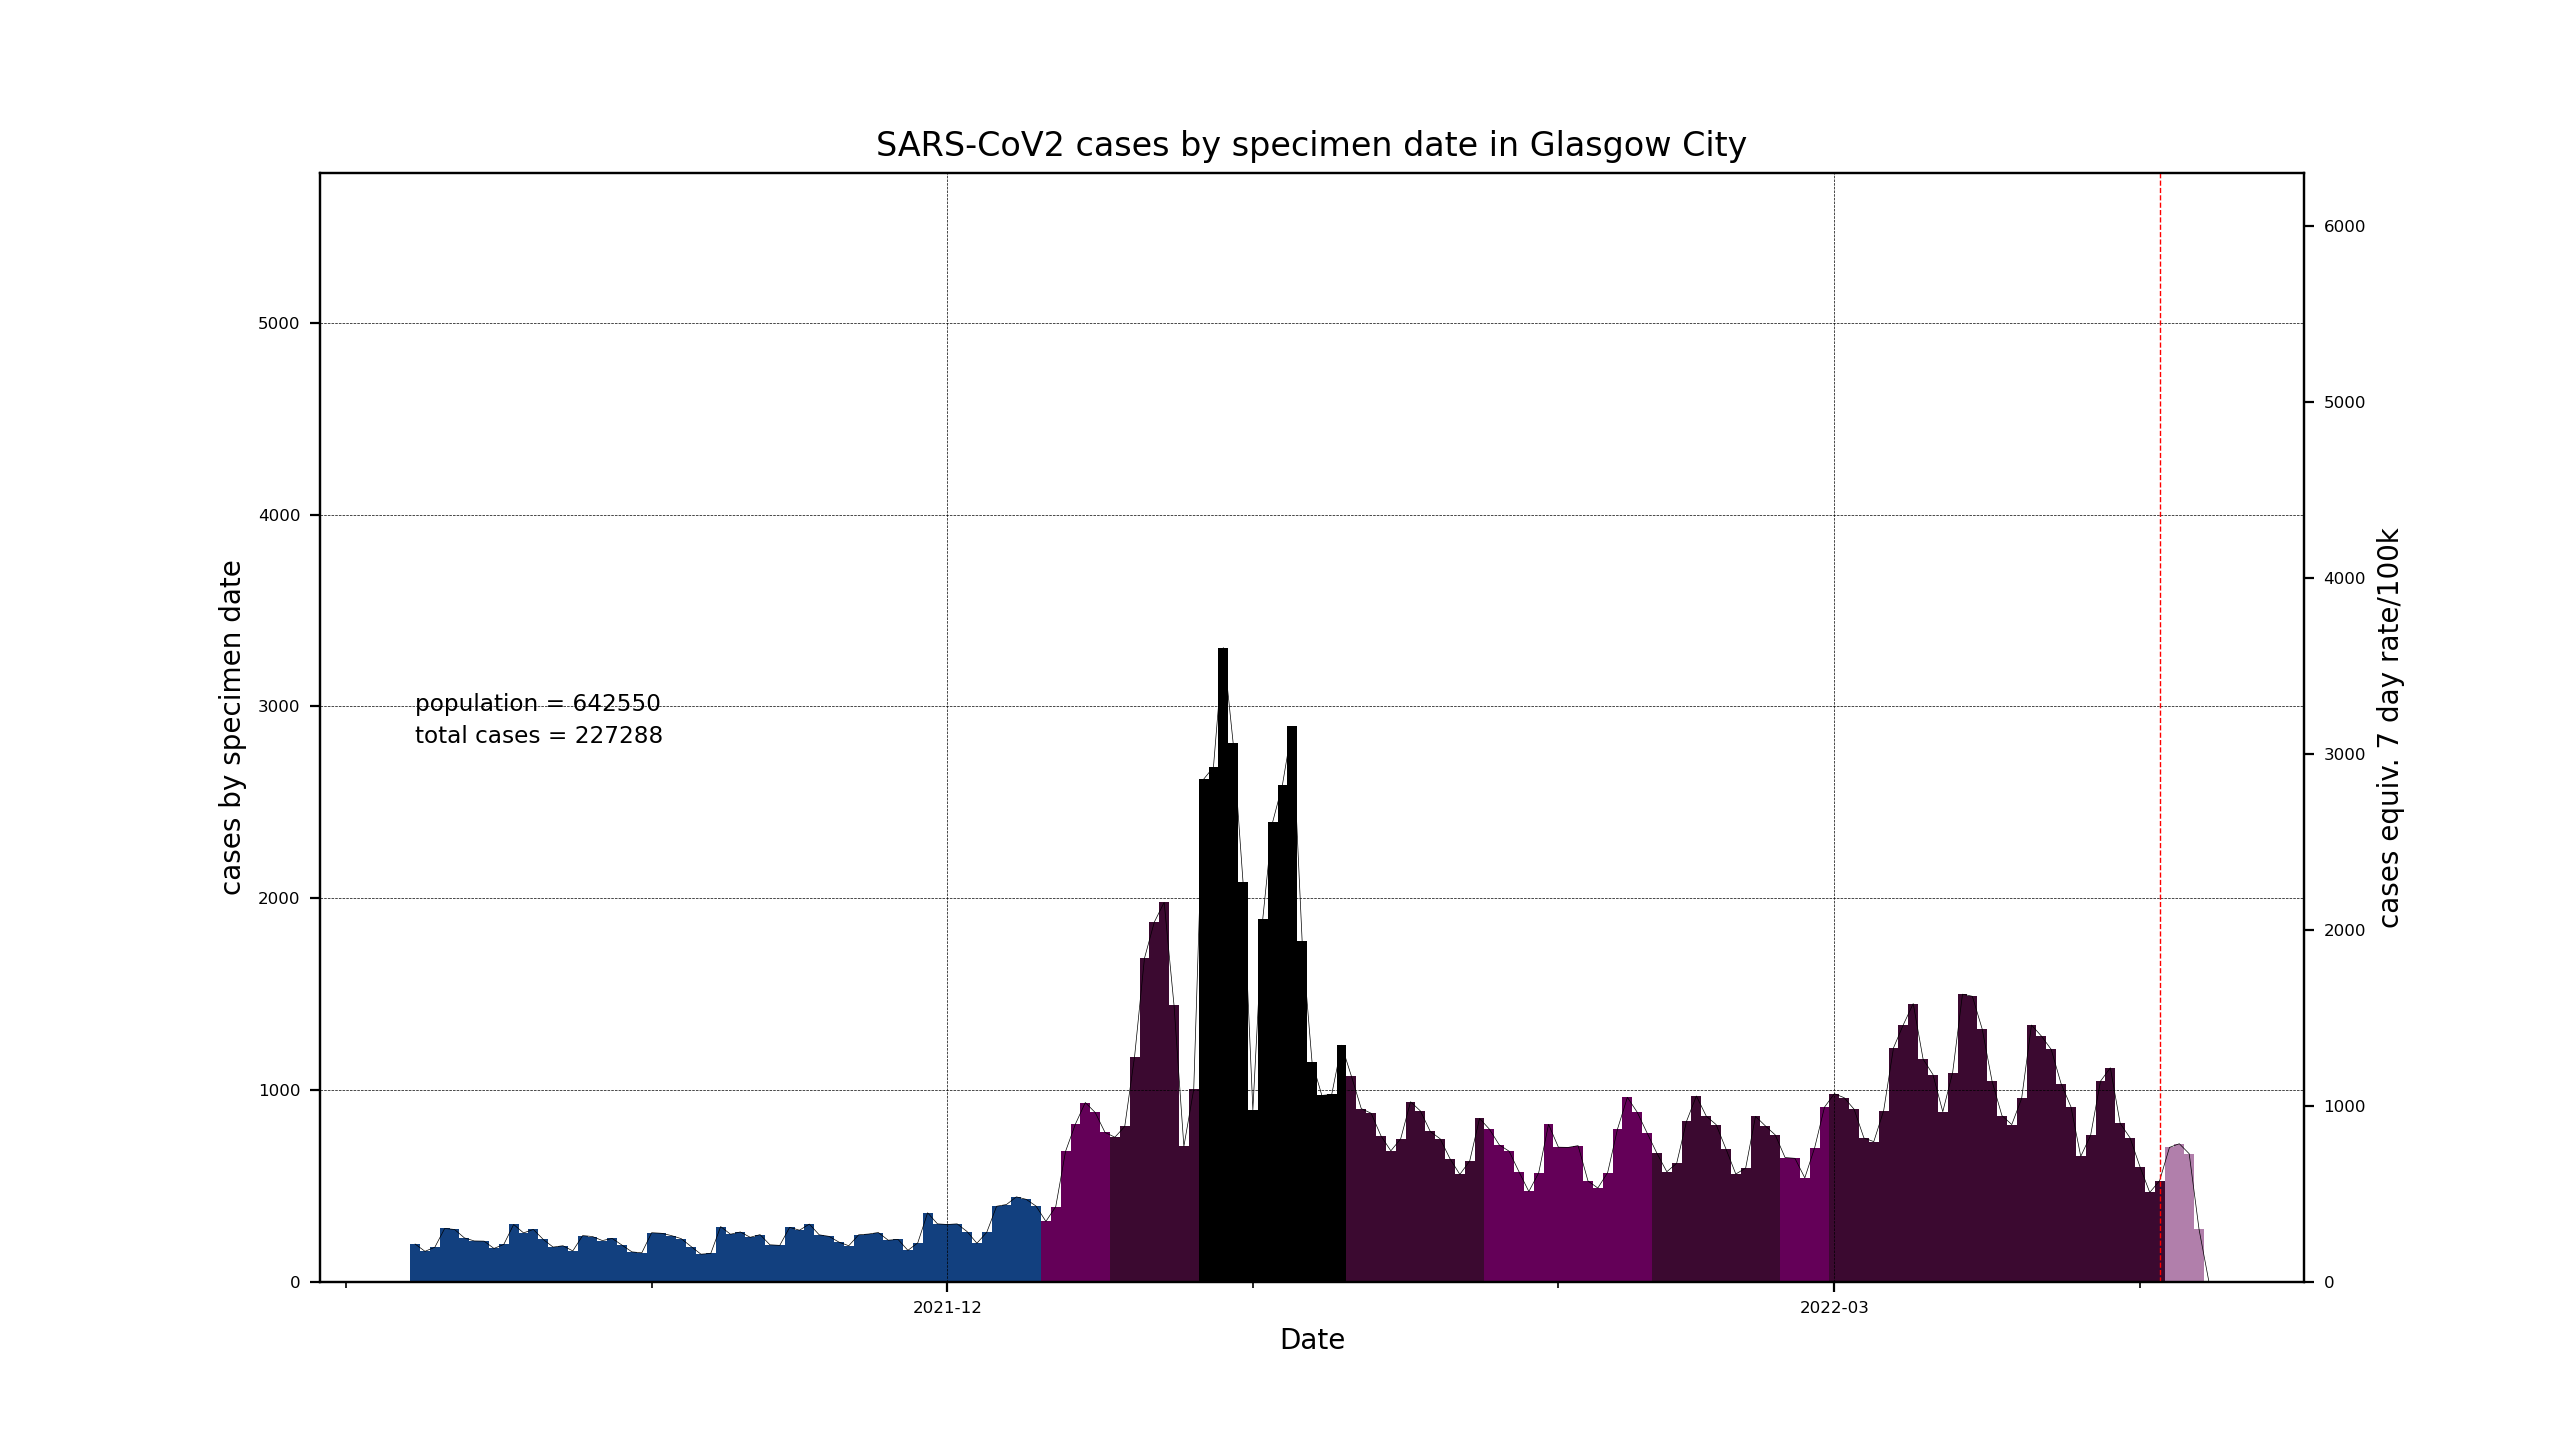 SARS-CoV2 cases by specimen date in Glasgow City
cases by specimen date
5000
4000
3000
2000
1000
0
population = 642550
total cases = 227288
6000
5000
4000
3000
2000
1000
0
cases equiv. 7 day rate/100k
2021-12
2022-03
Date